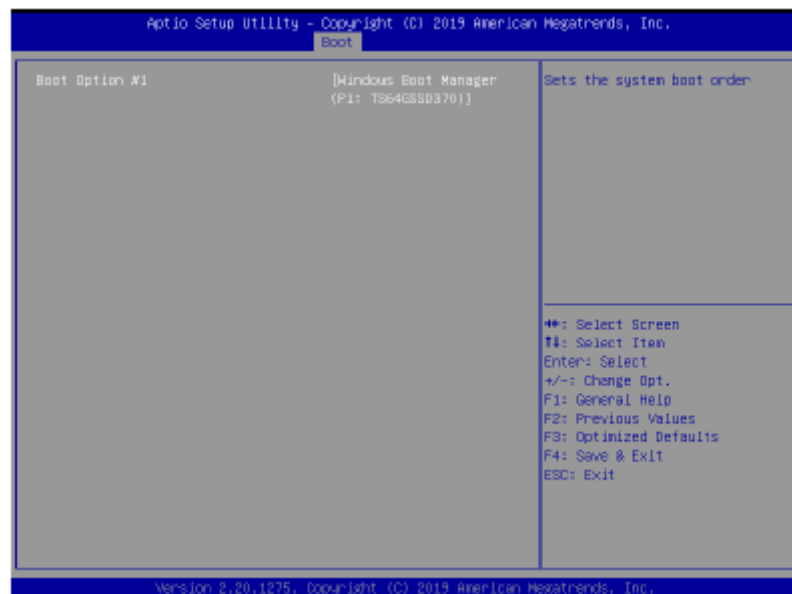 Aptio Setup Utility - Copyright (C) 2019 American Megatrends, Inc.
Boot
Boot Option #1
[Windows Boot Manager
(P1: TS64GSSD370)]
Sets the system boot order
→←: Select Screen
↑↓: Select Item
Enter: Select
+/-: Change Opt.
F1: General Help
F2: Previous Values
F3: Optimized Defaults
F4: Save & Exit
ESC: Exit
Version 2.20.1275. Copyright (C) 2019 American Megatrends, Inc.